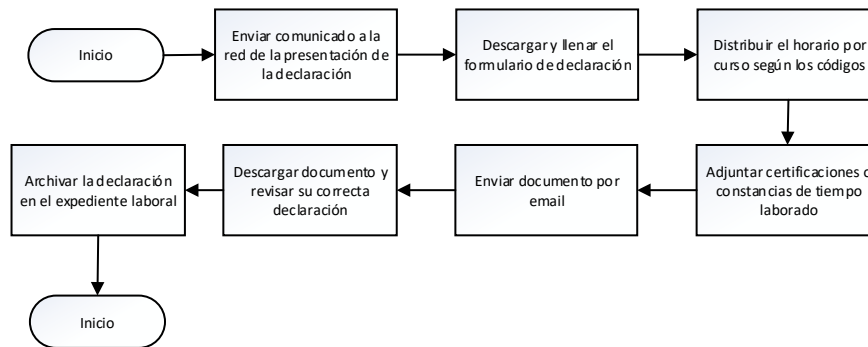 Inicio
Enviar comunicado a la
red de la presentación de
la declaración
Descargar y llenar el
formulario de declaración
Distribuir el horario por
curso según los códigos
Adjuntar certificaciones
constancias de tiempo
laborado
Enviar documento por
email
Descargar documento y
revisar su correcta
declaración
Archivar la declaración
en el expediente laboral
Inicio